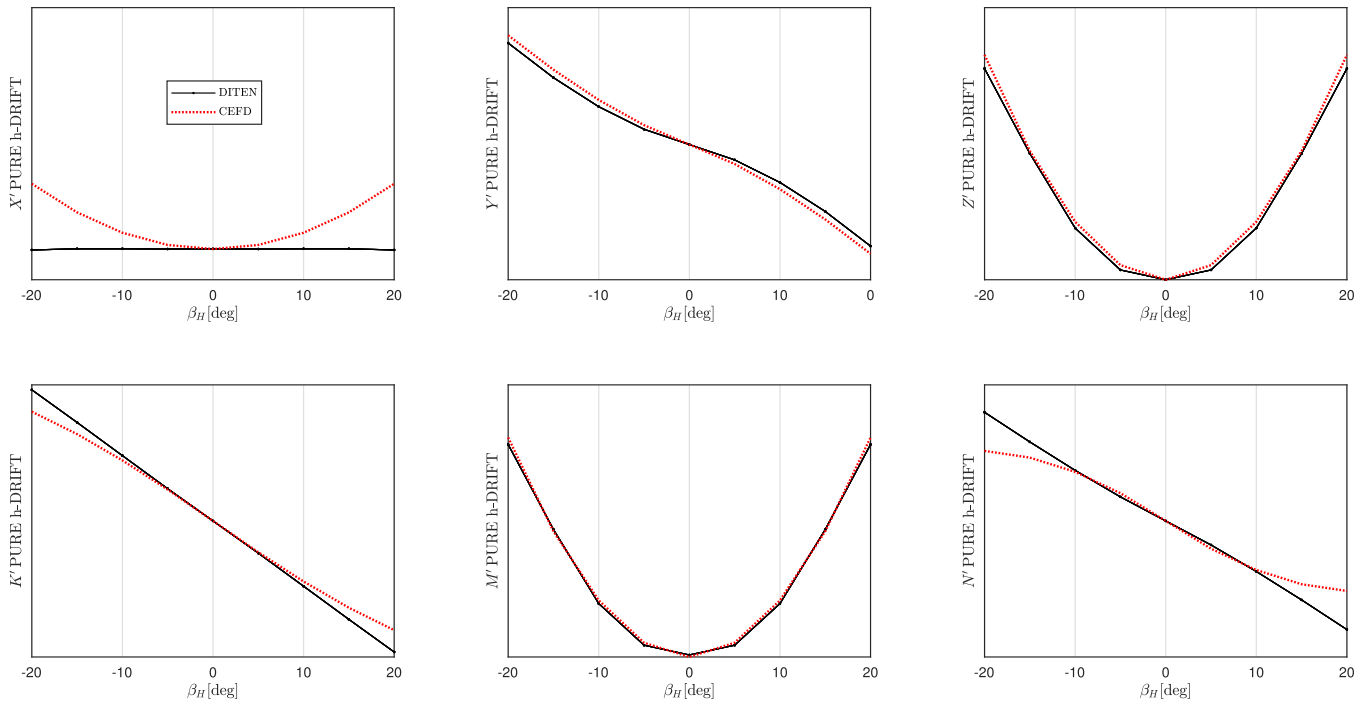 X′ PURE h-DRIFT
DITEN
CEFD
-20 -10 0 10 20
β_H [deg]
Y′ PURE h-DRIFT
-20 -10 0 10 0
β_H [deg]
Z′ PURE h-DRIFT
-20 -10 0 10 20
β_H [deg]
K′ PURE h-DRIFT
-20 -10 0 10 20
β_H [deg]
M′ PURE h-DRIFT
-20 -10 0 10 20
β_H [deg]
N′ PURE h-DRIFT
-20 -10 0 10 20
β_H [deg]